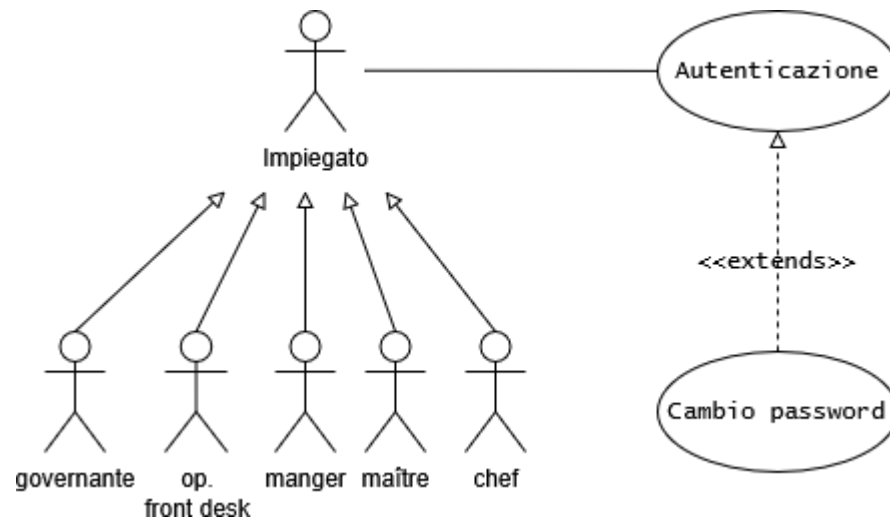 Autenticazione
Impiegato
<<extends>>
Cambio password
governante
op.
front desk
manger
maître
chef